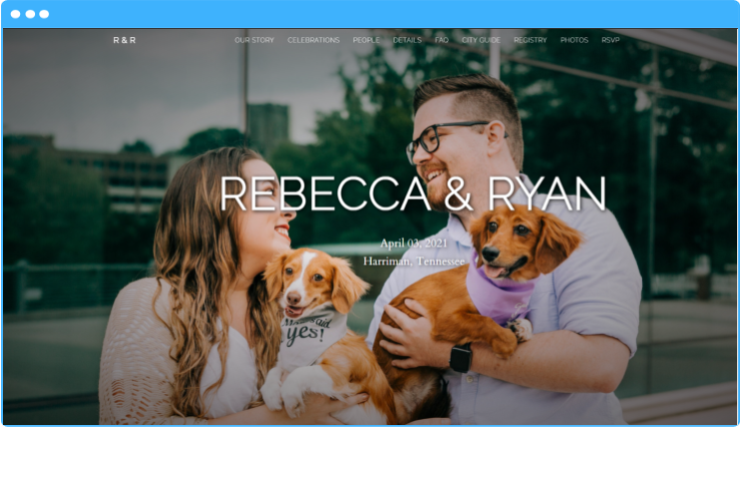 R & R OUR STORY CELEBRATIONS PEOPLE DETAILS FAQ CITY GUIDE REGISTRY PHOTOS RSVP
REBECCA & RYAN
April 03, 2021
Harriman, Tennessee
yes!